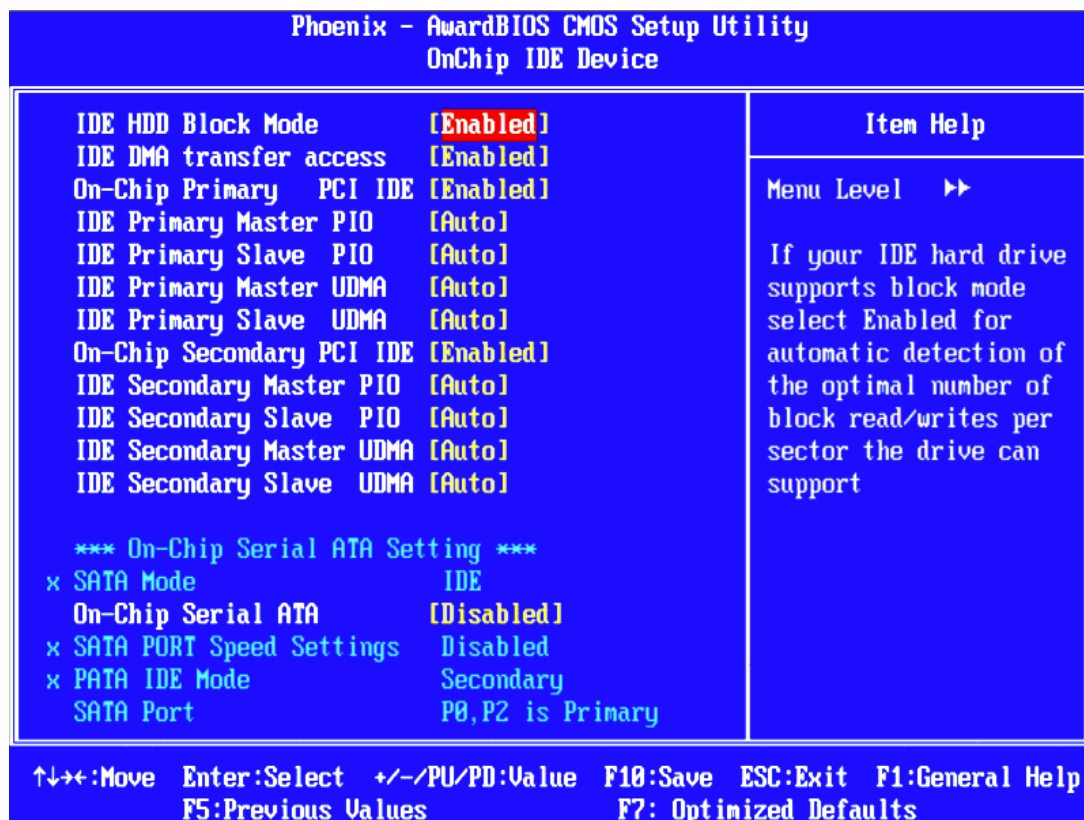 Phoenix - AwardBIOS CMOS Setup Utility
OnChip IDE Device
IDE HDD Block Mode [Enabled]
IDE DMA transfer access [Enabled]
On-Chip Primary PCI IDE [Enabled]
IDE Primary Master PIO [Auto]
IDE Primary Slave PIO [Auto]
IDE Primary Master UDMA [Auto]
IDE Primary Slave UDMA [Auto]
On-Chip Secondary PCI IDE [Enabled]
IDE Secondary Master PIO [Auto]
IDE Secondary Slave PIO [Auto]
IDE Secondary Master UDMA [Auto]
IDE Secondary Slave UDMA [Auto]
*** On-Chip Serial ATA Setting ***
x SATA Mode IDE
On-Chip Serial ATA [Disabled]
x SATA PORT Speed Settings Disabled
x PATA IDE Mode Secondary
SATA Port P0,P2 is Primary
Item Help
Menu Level ▸▸
If your IDE hard drive
supports block mode
select Enabled for
automatic detection of
the optimal number of
block read/writes per
sector the drive can
support
↑↓→←:Move Enter:Select +/-/PU/PD:Value F10:Save ESC:Exit F1:General Help
F5:Previous Values F7: Optimized Defaults